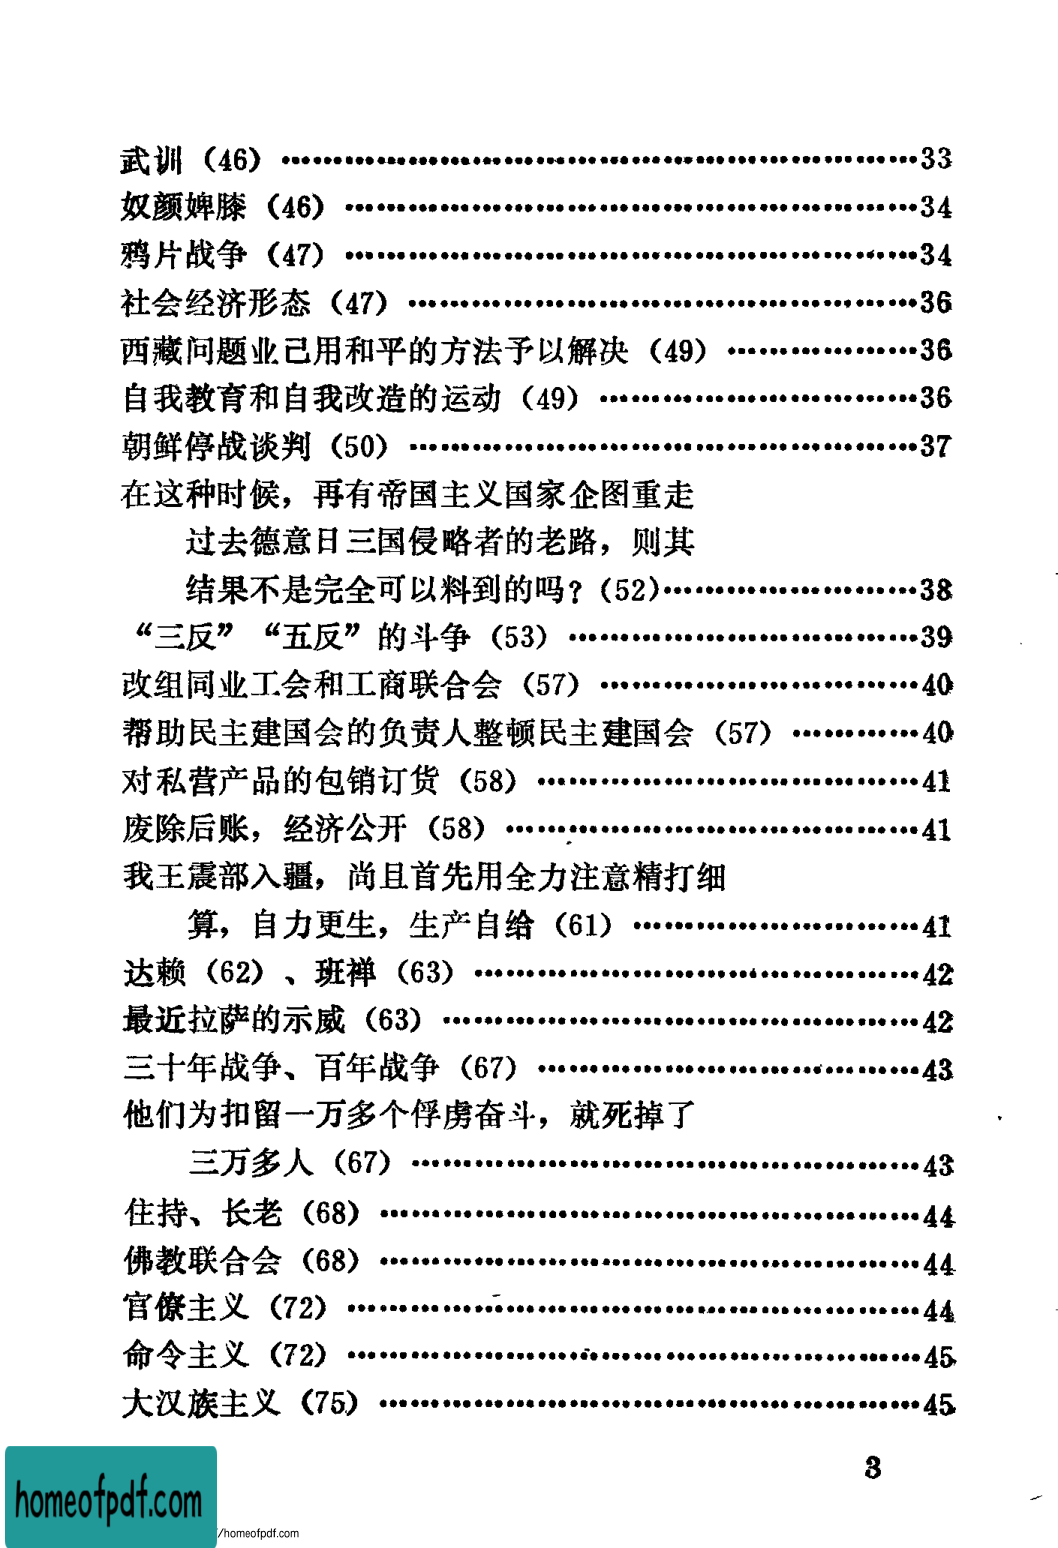 武训（46）…………………………………………33
奴颜婢膝（46）…………………………………………34
鸦片战争（47）…………………………………………34
社会经济形态（47）…………………………………………36
西藏问题业已用和平的方法予以解决（49）………………36
自我教育和自我改造的运动（49）…………………………36
朝鲜停战谈判（50）…………………………………………37
在这种时候，再有帝国主义国家企图重走
过去德意日三国侵略者的老路，则其
结果不是完全可以料到的吗？（52）……………………38
“三反”“五反”的斗争（53）……………………………39
改组同业工会和工商联合会（57）…………………………40
帮助民主建国会的负责人整顿民主建国会（57）…………40
对私营产品的包销订货（58）………………………………41
废除后账，经济公开（58）…………………………………41
我王震部入疆，尚且首先用全力注意精打细
算，自力更生，生产自给（61）………………………41
达赖（62）、班禅（63）……………………………………42
最近拉萨的示威（63）………………………………………42
三十年战争、百年战争（67）………………………………43
他们为扣留一万多个俘虏奋斗，就死掉了
三万多人（67）…………………………………………43
住持、长老（68）……………………………………………44
佛教联合会（68）……………………………………………44
官僚主义（72）………………………………………………44
命令主义（72）………………………………………………45
大汉族主义（75）……………………………………………45
3
homeofpdf.com
/homeofpdf.com